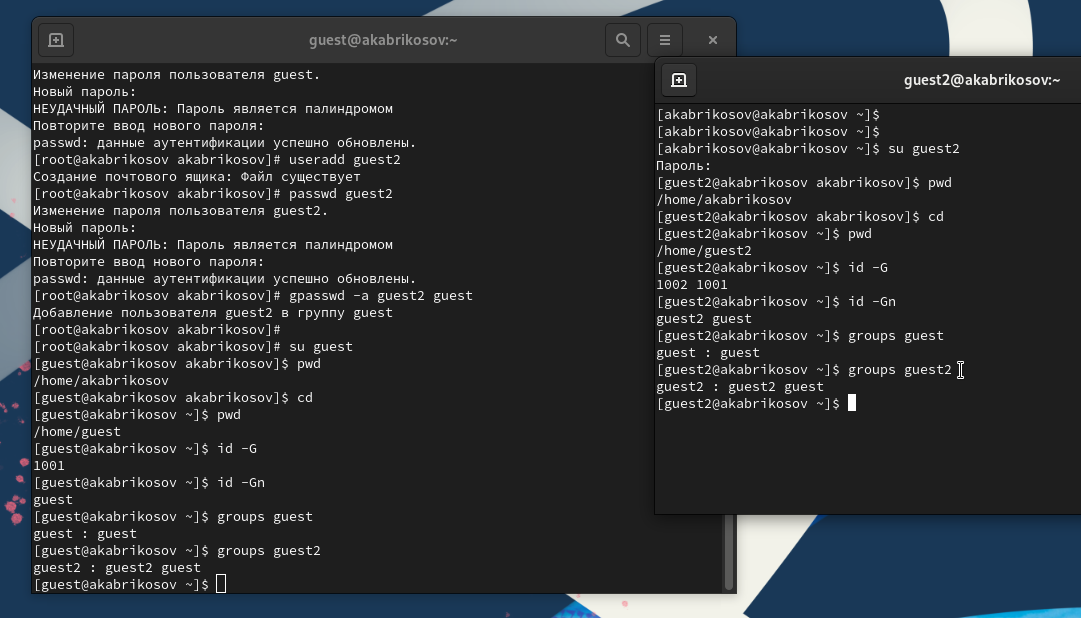 guest@akabrikosov:~
Изменение пароля пользователя guest.
Новый пароль:
НЕУДАЧНЫЙ ПАРОЛЬ: Пароль является палиндромом
Повторите ввод нового пароля:
passwd: данные аутентификации успешно обновлены.
[root@akabrikosov akabrikosov]# useradd guest2
Создание почтового ящика: Файл существует
[root@akabrikosov akabrikosov]# passwd guest2
Изменение пароля пользователя guest2.
Новый пароль:
НЕУДАЧНЫЙ ПАРОЛЬ: Пароль является палиндромом
Повторите ввод нового пароля:
passwd: данные аутентификации успешно обновлены.
[root@akabrikosov akabrikosov]# gpasswd -a guest2 guest
Добавление пользователя guest2 в группу guest
[root@akabrikosov akabrikosov]#
[root@akabrikosov akabrikosov]# su guest
[guest@akabrikosov akabrikosov]$ pwd
/home/akabrikosov
[guest@akabrikosov akabrikosov]$ cd
[guest@akabrikosov ~]$ pwd
/home/guest
[guest@akabrikosov ~]$ id -G
1001
[guest@akabrikosov ~]$ id -Gn
guest
[guest@akabrikosov ~]$ groups guest
guest : guest
[guest@akabrikosov ~]$ groups guest2
guest2 : guest2 guest
[guest@akabrikosov ~]$
guest2@akabrikosov:~
[akabrikosov@akabrikosov ~]$
[akabrikosov@akabrikosov ~]$
[akabrikosov@akabrikosov ~]$ su guest2
Пароль:
[guest2@akabrikosov akabrikosov]$ pwd
/home/akabrikosov
[guest2@akabrikosov akabrikosov]$ cd
[guest2@akabrikosov ~]$ pwd
/home/guest2
[guest2@akabrikosov ~]$ id -G
1002 1001
[guest2@akabrikosov ~]$ id -Gn
guest2 guest
[guest2@akabrikosov ~]$ groups guest
guest : guest
[guest2@akabrikosov ~]$ groups guest2
guest2 : guest2 guest
[guest2@akabrikosov ~]$